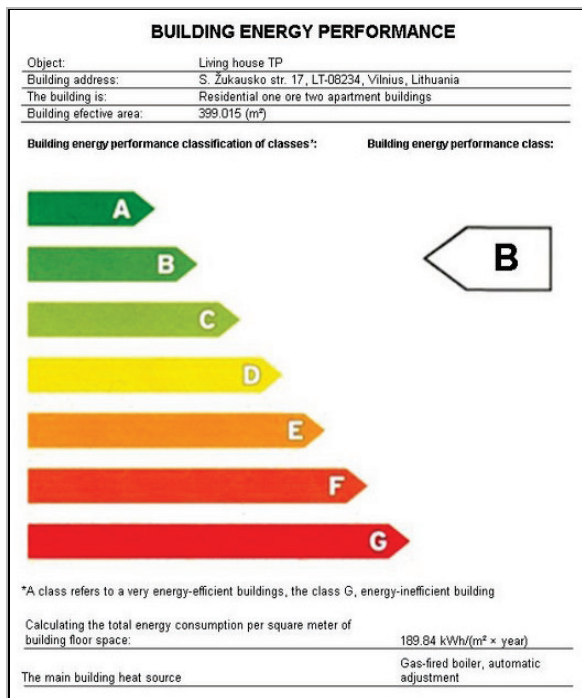 BUILDING ENERGY PERFORMANCE
Object: Living house TP
Building address: S. Žukausko str. 17, LT-08234, Vilnius, Lithuania
The building is: Residential one ore two apartment buildings
Building efective area: 399.015 (m²)
Building energy performance classification of classes*: Building energy performance class:
A
B
B
C
D
E
F
G
*A class refers to a very energy-efficient buildings, the class G, energy-inefficient building
Calculating the total energy consumption per square meter of
building floor space: 189.84 kWh/(m² × year)
The main building heat source Gas-fired boiler, automatic
adjustment